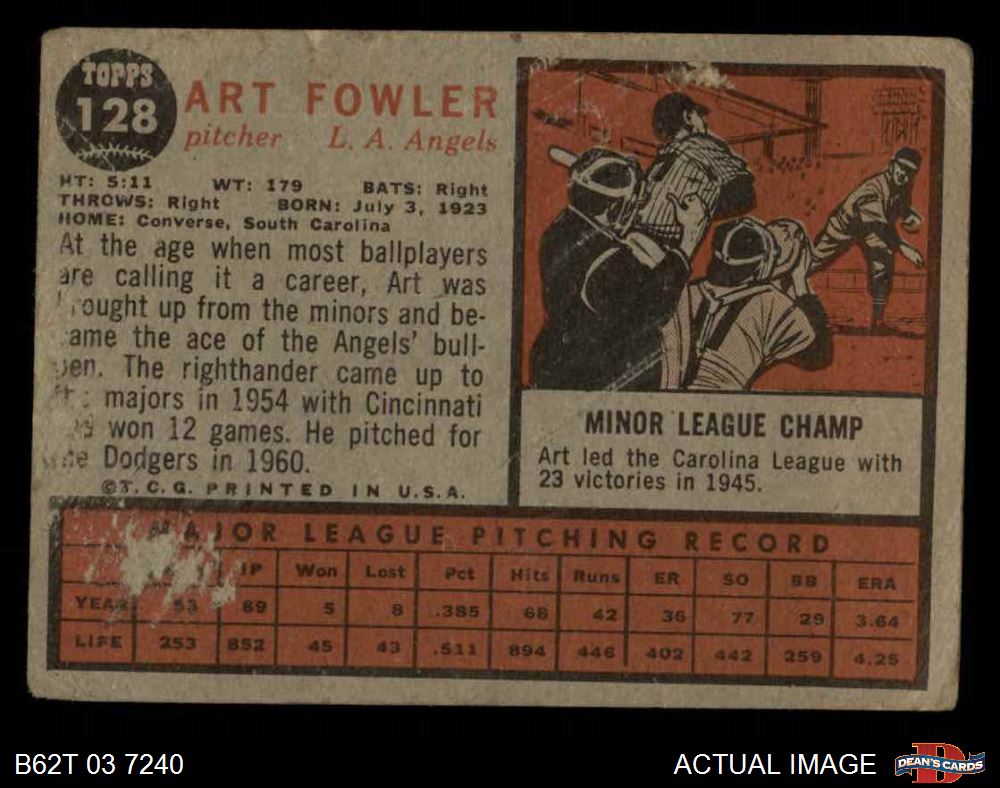 TOPPS
128
ART FOWLER
pitcher L. A. Angels
HT: 5:11 WT: 179 BATS: Right
THROWS: Right BORN: July 3, 1923
HOME: Converse, South Carolina
At the age when most ballplayers
are calling it a career, Art was
rought up from the minors and be-
ame the ace of the Angels' bull-
pen. The righthander came up to
majors in 1954 with Cincinnati
won 12 games. He pitched for
Dodgers in 1960.
©T. C. G. PRINTED IN U.S.A.
MINOR LEAGUE CHAMP
Art led the Carolina League with
23 victories in 1945.
MAJOR LEAGUE PITCHING RECORD
IP Won Lost Pct Hits Runs ER SO BB ERA
YEAR 53 89 5 8 .385 68 42 36 77 29 3.64
LIFE 253 852 45 43 .511 894 446 402 442 259 4.25
B62T 03 7240 ACTUAL IMAGE
DEAN'S CARDS